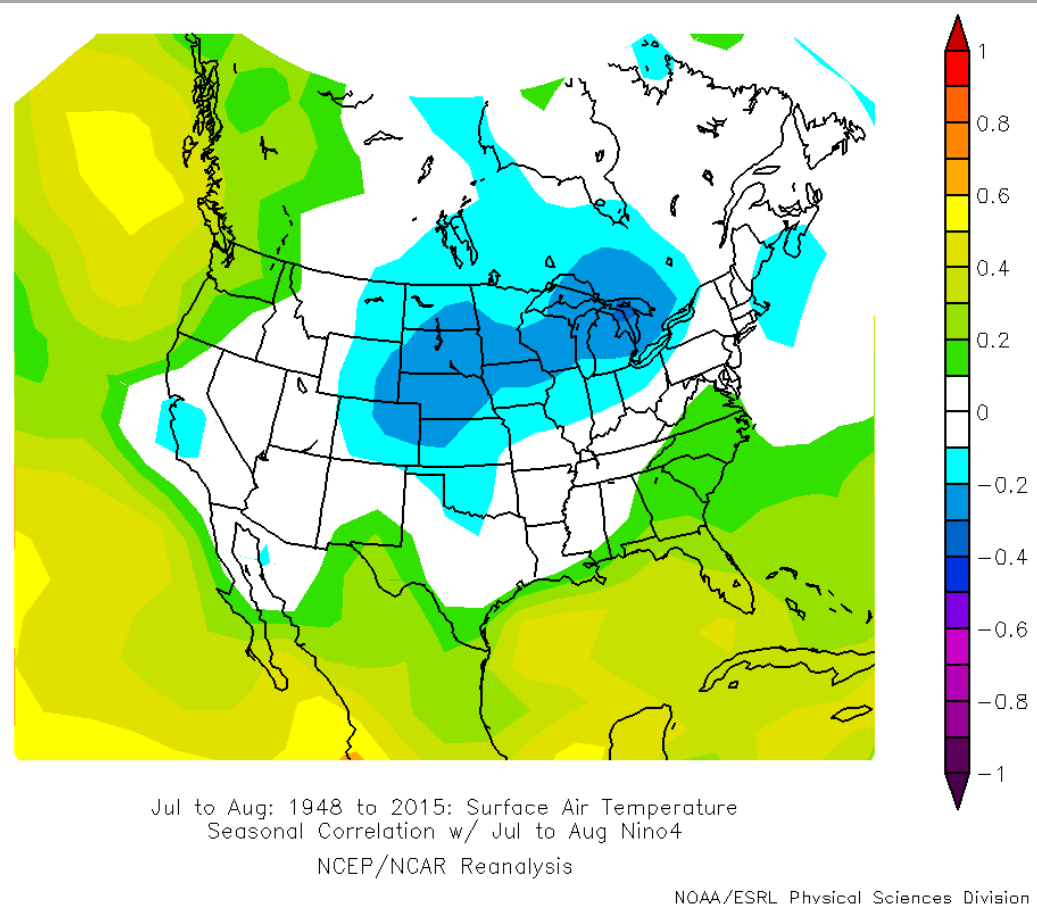 1
0.8
0.6
0.4
0.2
0
-0.2
-0.4
-0.6
-0.8
-1
Jul to Aug: 1948 to 2015: Surface Air Temperature
Seasonal Correlation w/ Jul to Aug Nino4
NCEP/NCAR Reanalysis
NOAA/ESRL Physical Sciences Division